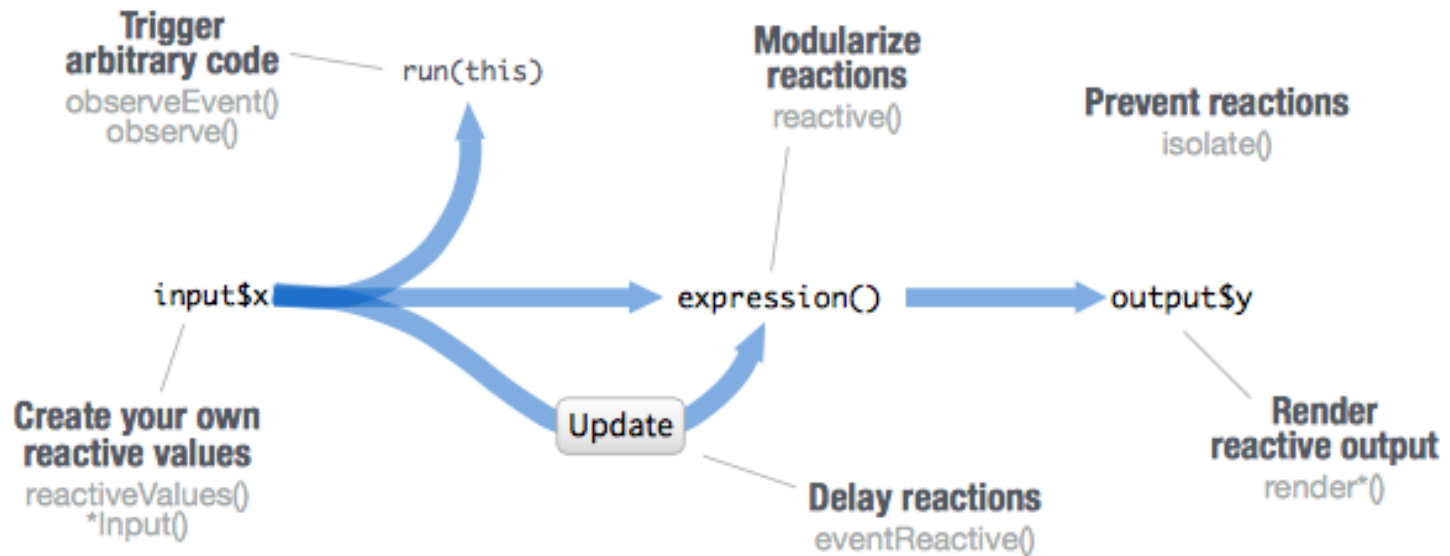 Trigger
arbitrary code
observeEvent()
observe()
run(this)
Modularize
reactions
reactive()
Prevent reactions
isolate()
input$x
expression()
output$y
Create your own
reactive values
reactiveValues()
*Input()
Update
Delay reactions
eventReactive()
Render
reactive output
render*()